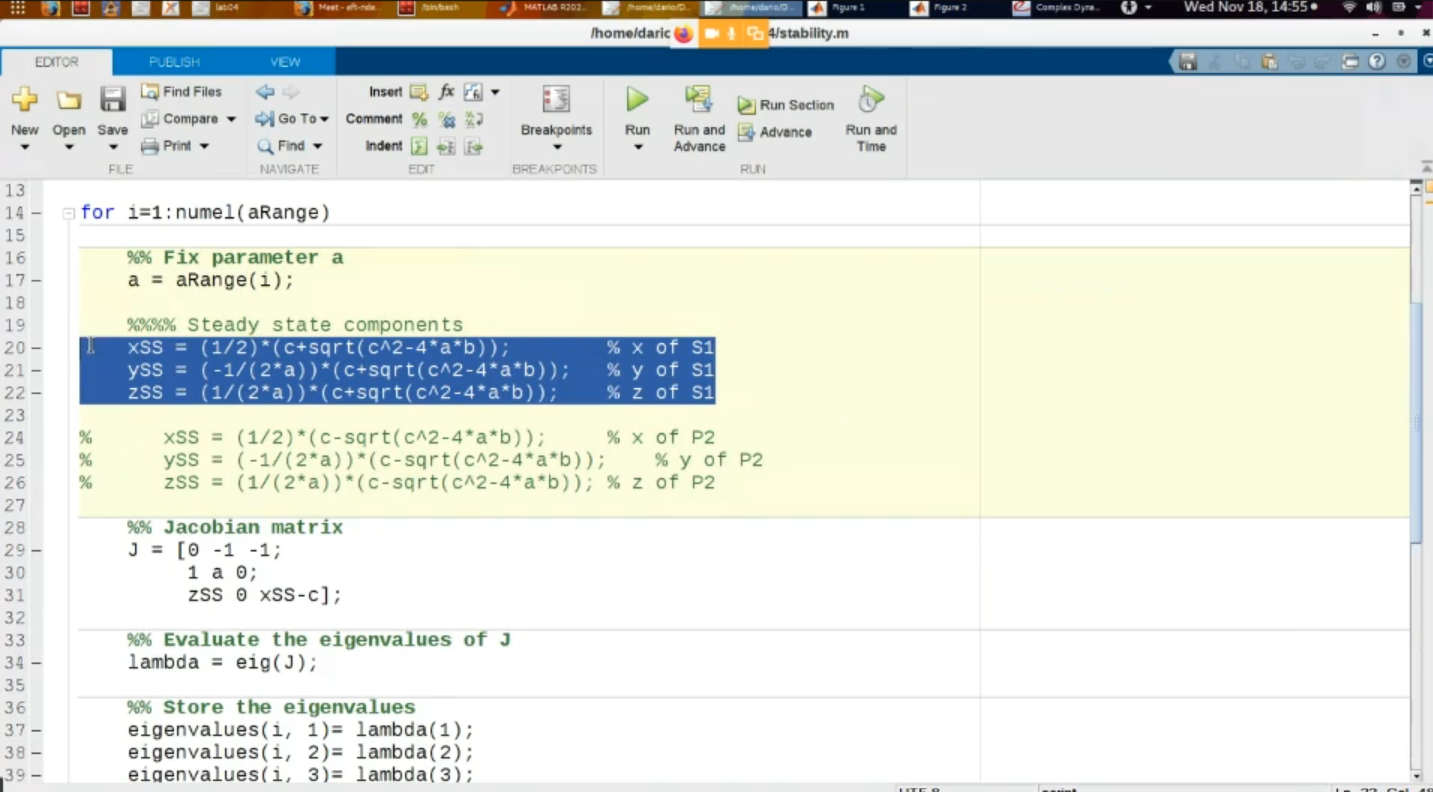 lab04 Meet - eft-nde... /bin/bash MATLAB R202... /home/dario/D... /home/dario/D... Figure 1 Figure 2 Complex Dyna... Wed Nov 18, 14:55
/home/daric 4/stability.m
EDITOR PUBLISH VIEW
New Open Save Find Files Compare Print
FILE
Go To Find
NAVIGATE
Insert fx
Comment % %
Indent
EDIT
Breakpoints
BREAKPOINTS
Run Run and Advance Run Section Advance Run and Time
RUN
13
14 – for i=1:numel(aRange)
15
16 %% Fix parameter a
17 – a = aRange(i);
18
19 %%%% Steady state components
20 – xSS = (1/2)*(c+sqrt(c^2-4*a*b)); % x of S1
21 – ySS = (-1/(2*a))*(c+sqrt(c^2-4*a*b)); % y of S1
22 – zSS = (1/(2*a))*(c+sqrt(c^2-4*a*b)); % z of S1
23
24 % xSS = (1/2)*(c-sqrt(c^2-4*a*b)); % x of P2
25 % ySS = (-1/(2*a))*(c-sqrt(c^2-4*a*b)); % y of P2
26 % zSS = (1/(2*a))*(c-sqrt(c^2-4*a*b)); % z of P2
27
28 %% Jacobian matrix
29 – J = [0 -1 -1;
30 1 a 0;
31 zSS 0 xSS-c];
32
33 %% Evaluate the eigenvalues of J
34 – lambda = eig(J);
35
36 %% Store the eigenvalues
37 – eigenvalues(i, 1)= lambda(1);
38 – eigenvalues(i, 2)= lambda(2);
39 – eigenvalues(i, 3)= lambda(3);